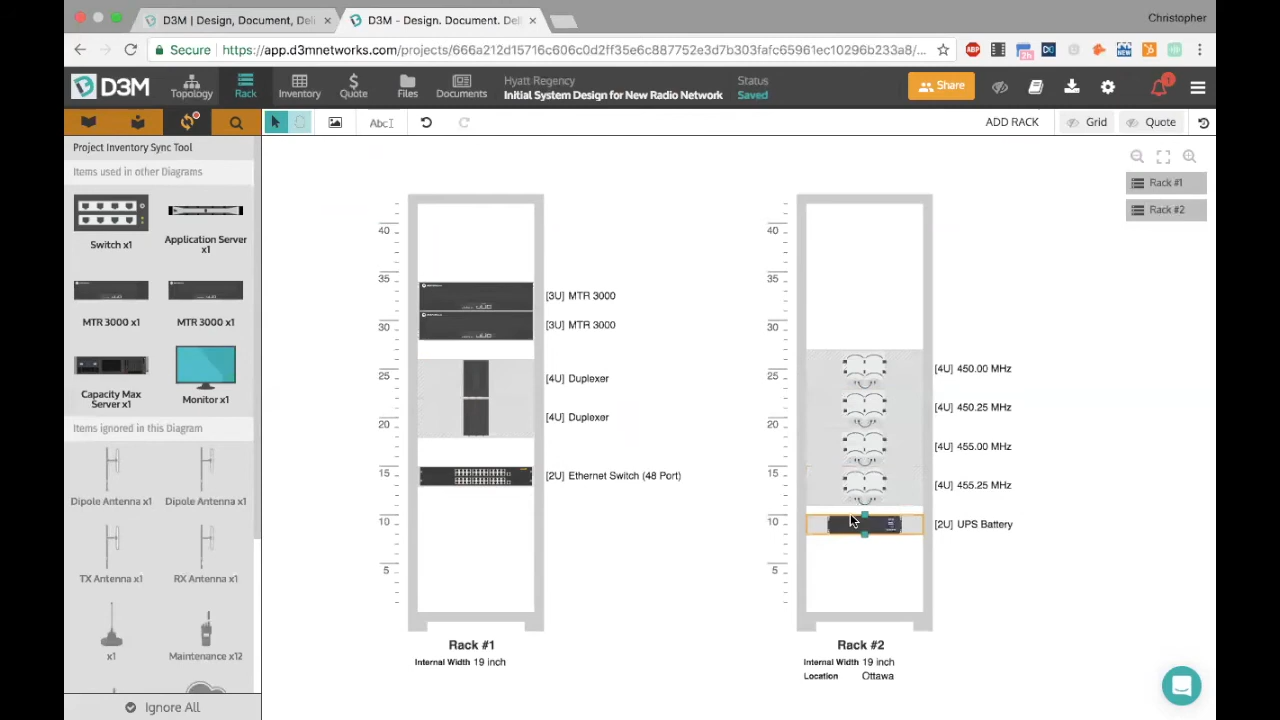 Christopher
D3M | Design, Document, Deli
D3M - Design. Document. Deli
Secure
https://app.d3mnetworks.com/projects/666a212d15716c606c0d2ff35e6c887752e3d7b303fafc65961ec10296b233a8/...
ABP
NEW
D3M
Topology
Rack
Inventory
Quote
Files
Documents
Hyatt Regency
Initial System Design for New Radio Network
Status
Saved
Share
1
Abc
ADD RACK
Grid
Quote
Project Inventory Sync Tool
Items used in other Diagrams
Switch x1
Application Server
x1
MTR 3000 x1
MTR 3000 x1
Capacity Max
Server x1
Monitor x1
Items ignored in this Diagram
Dipole Antenna x1
Dipole Antenna x1
TX Antenna x1
RX Antenna x1
x1
Maintenance x12
Ignore All
40
35
30
25
20
15
10
5
[3U] MTR 3000
[3U] MTR 3000
[4U] Duplexer
[4U] Duplexer
[2U] Ethernet Switch (48 Port)
Rack #1
Internal Width 19 inch
40
35
30
25
20
15
10
5
[4U] 450.00 MHz
[4U] 450.25 MHz
[4U] 455.00 MHz
[4U] 455.25 MHz
[2U] UPS Battery
Rack #2
Internal Width 19 inch
Location Ottawa
Rack #1
Rack #2